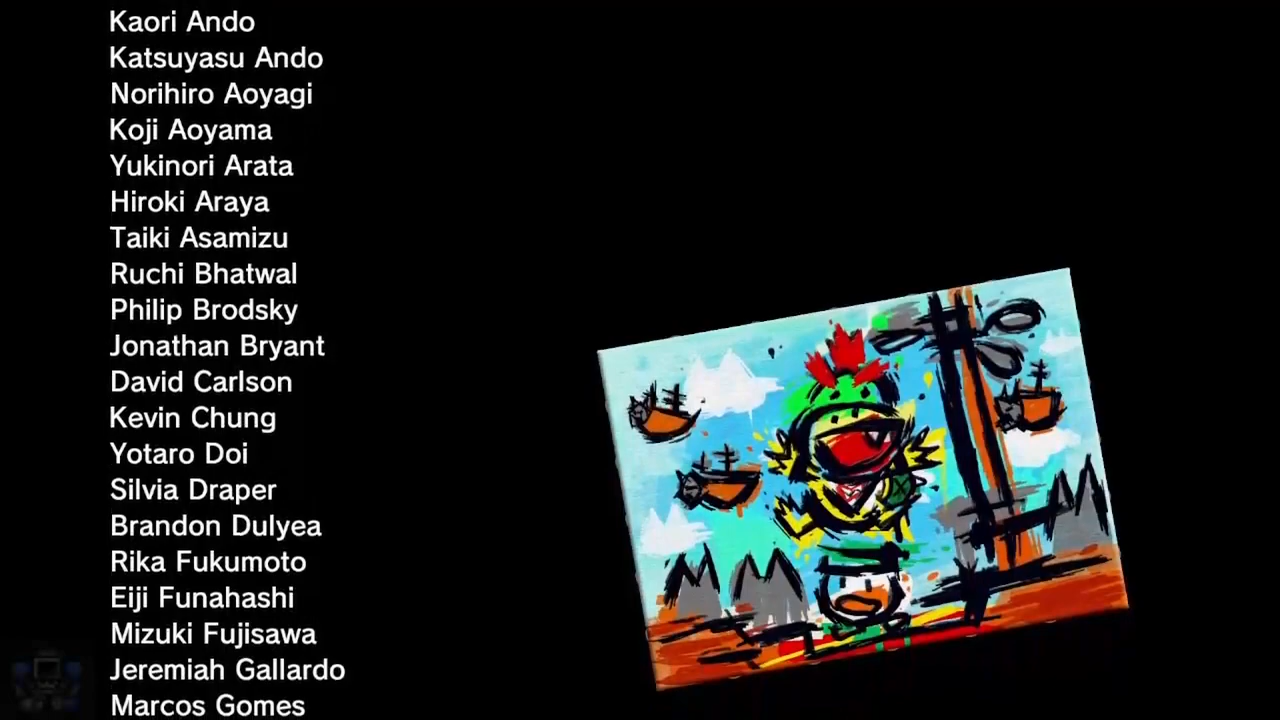 Kaori Ando
Katsuyasu Ando
Norihiro Aoyagi
Koji Aoyama
Yukinori Arata
Hiroki Araya
Taiki Asamizu
Ruchi Bhatwal
Philip Brodsky
Jonathan Bryant
David Carlson
Kevin Chung
Yotaro Doi
Silvia Draper
Brandon Dulyea
Rika Fukumoto
Eiji Funahashi
Mizuki Fujisawa
Jeremiah Gallardo
Marcos Gomes